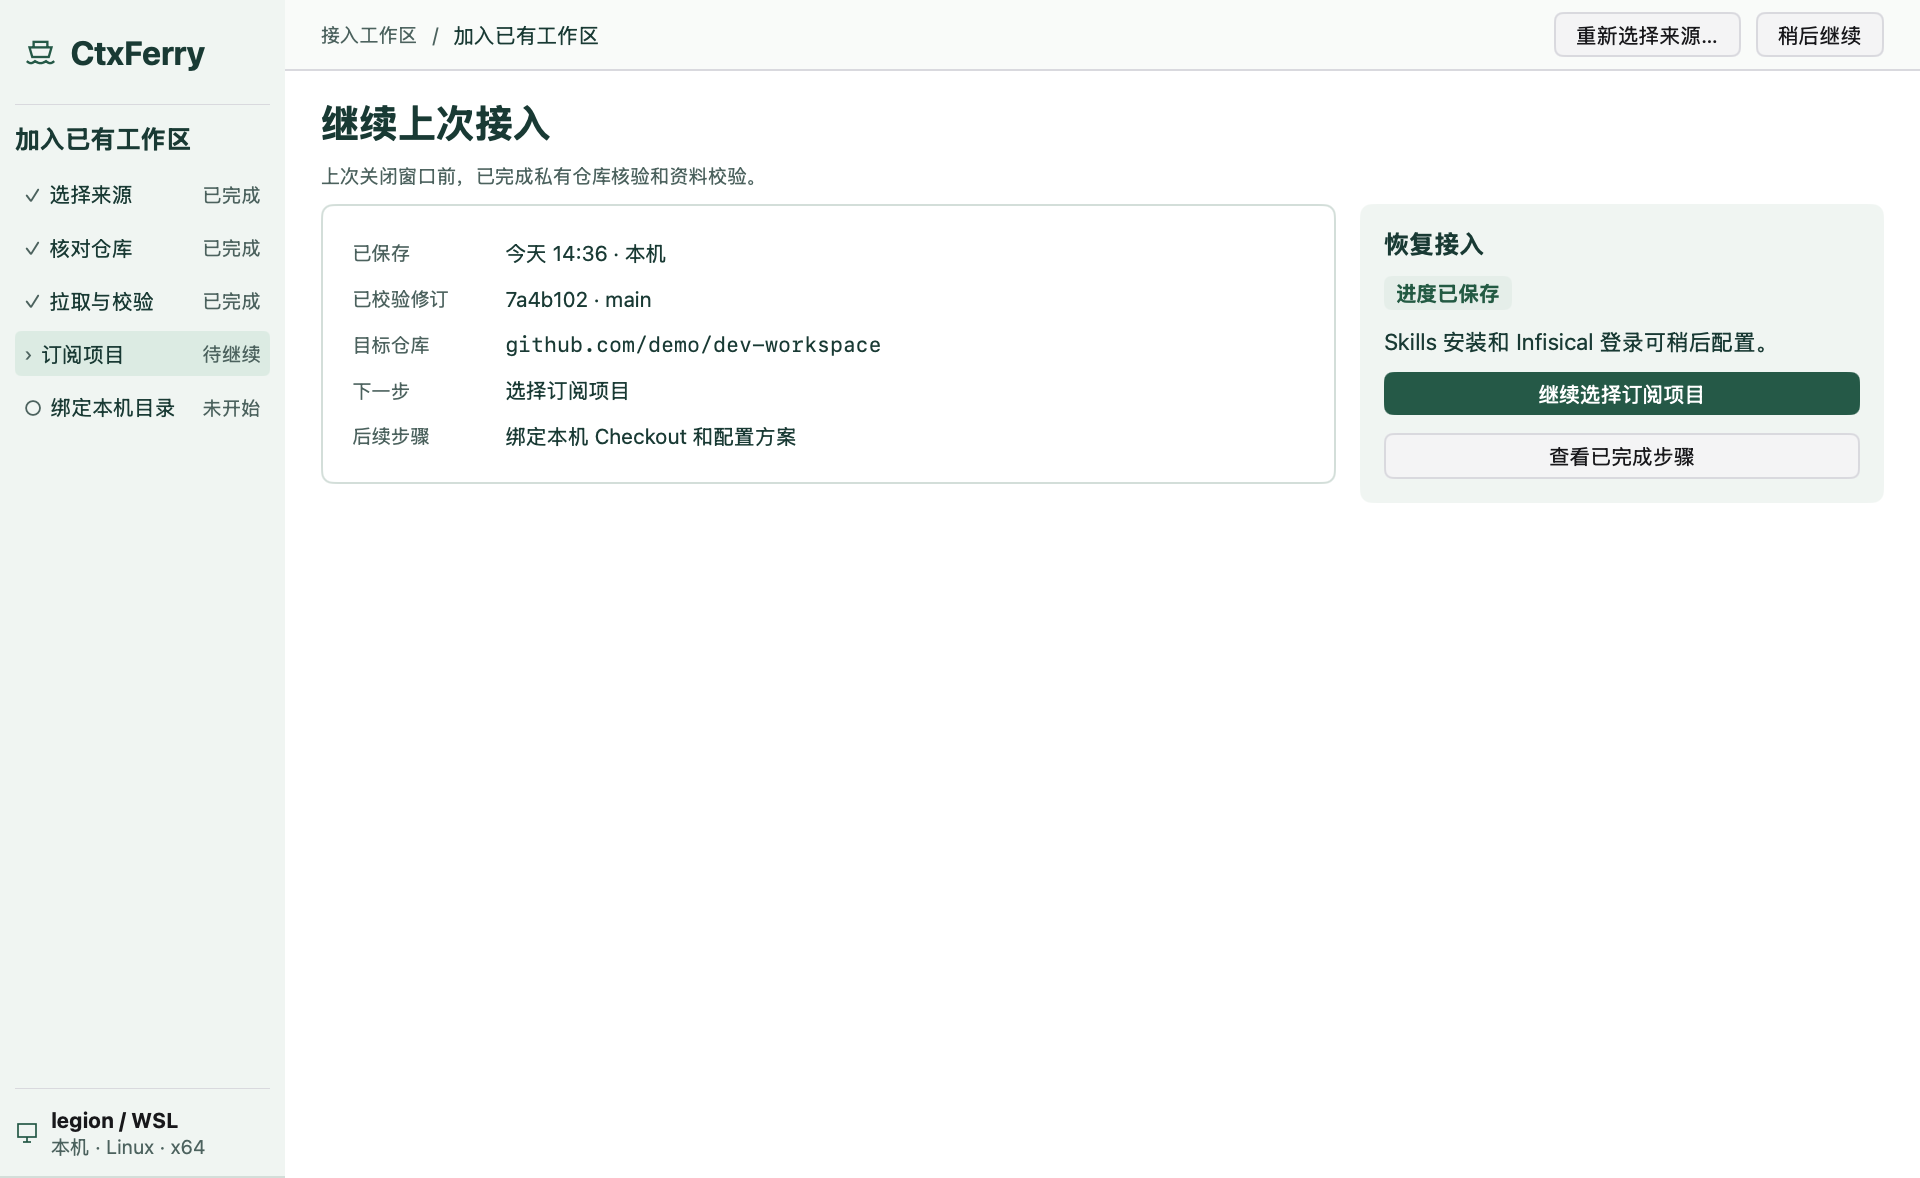 CtxFerry
加入已有工作区
选择来源 已完成
核对仓库 已完成
拉取与校验 已完成
› 订阅项目 待继续
绑定本机目录 未开始
legion / WSL
本机 · Linux · x64
接入工作区 / 加入已有工作区
重新选择来源... 稍后继续
继续上次接入
上次关闭窗口前，已完成私有仓库核验和资料校验。
已保存 今天 14:36 · 本机
已校验修订 7a4b102 · main
目标仓库 github.com/demo/dev-workspace
下一步 选择订阅项目
后续步骤 绑定本机 Checkout 和配置方案
恢复接入
进度已保存
Skills 安装和 Infisical 登录可稍后配置。
继续选择订阅项目
查看已完成步骤